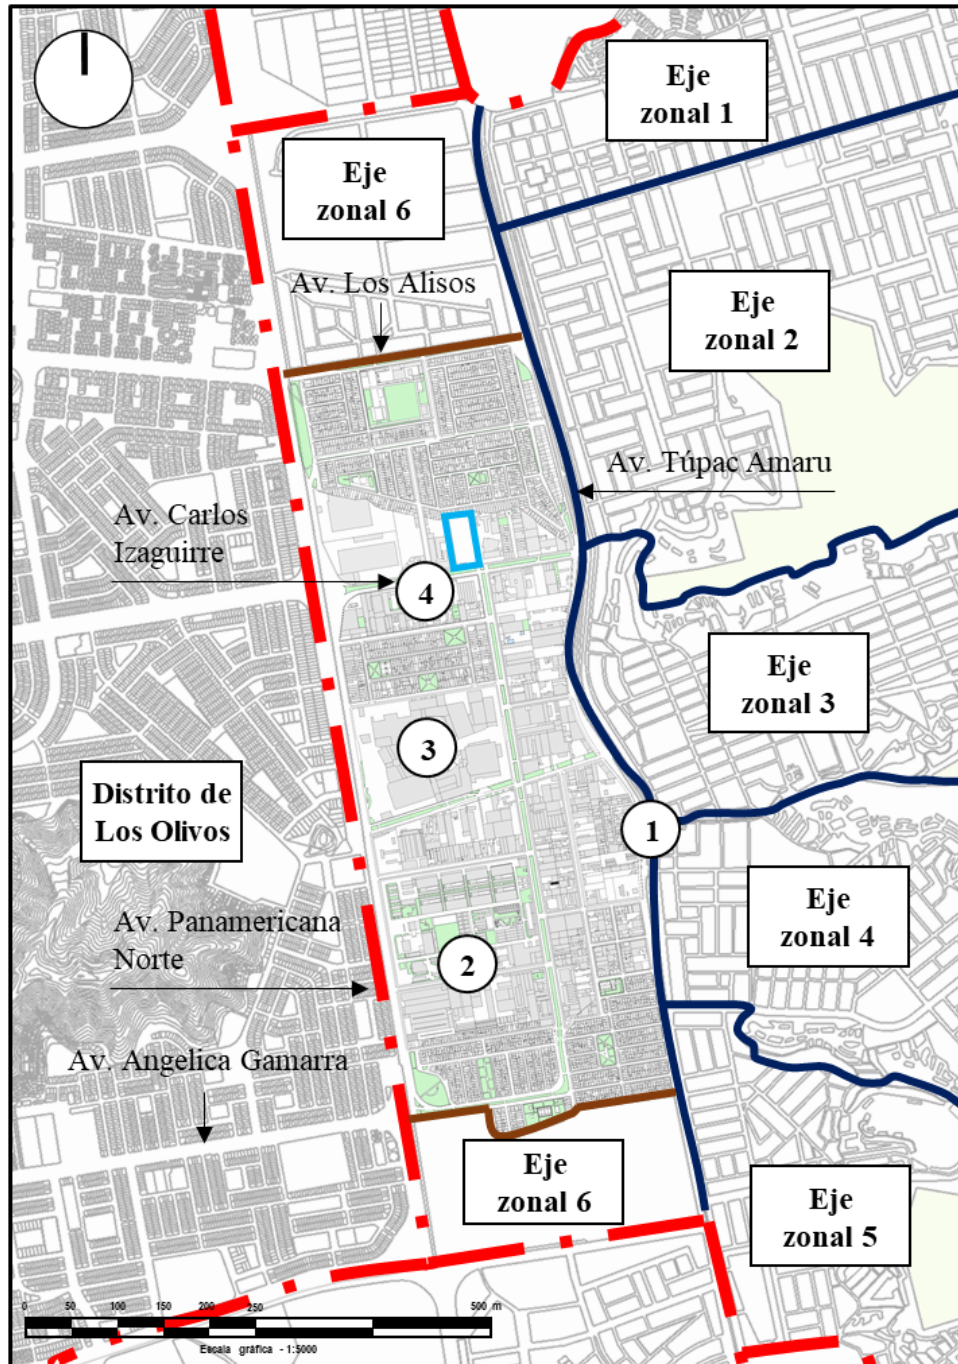 Eje
zonal 1
Eje
zonal 6
Av. Los Alisos
Eje
zonal 2
Av. Túpac Amaru
Av. Carlos
Izaguirre
4
Eje
zonal 3
3
Distrito de
Los Olivos
1
Eje
zonal 4
Av. Panamericana
Norte
2
Av. Angelica Gamarra
Eje
zonal 6
Eje
zonal 5
0 50 100 150 200 250 500 m
Escala gráfica - 1:5000